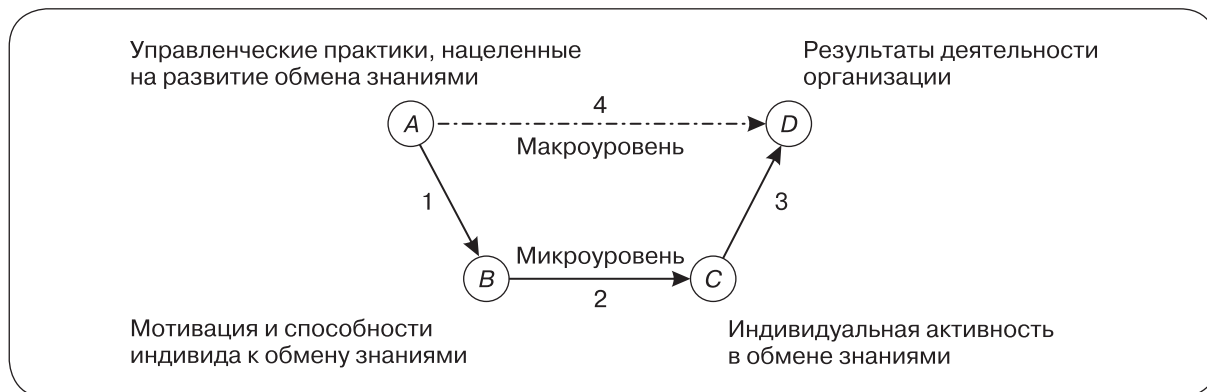 Управленческие практики, нацеленные
на развитие обмена знаниями
Результаты деятельности
организации
4
A
D
Макроуровень
1
3
Микроуровень
B
C
2
Мотивация и способности
индивида к обмену знаниями
Индивидуальная активность
в обмене знаниями